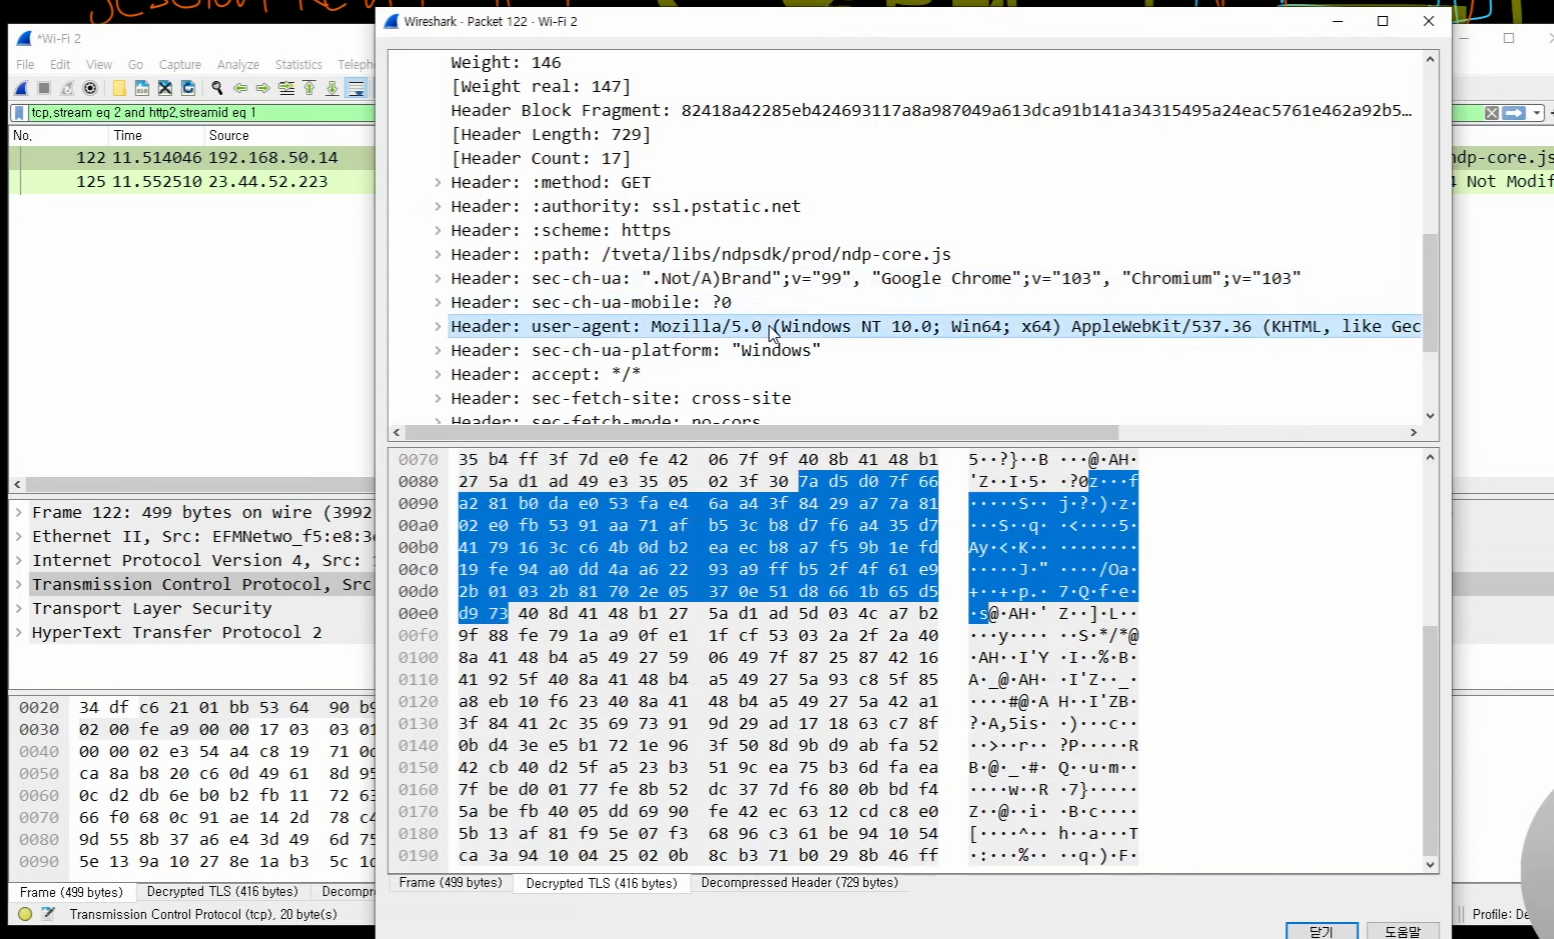 Wireshark · Packet 122 · Wi-Fi 2
*Wi-Fi 2
File Edit View Go Capture Analyze Statistics Teleph
tcp.stream eq 2 and http2.streamid eq 1
No. Time Source
122 11.514046 192.168.50.14
125 11.552510 23.44.52.223
ndp-core.js
4 Not Modif
Weight: 146
[Weight real: 147]
Header Block Fragment: 82418a42285eb424693117a8a987049a613dca91b141a34315495a24eac5761e462a92b5…
[Header Length: 729]
[Header Count: 17]
Header: :method: GET
Header: :authority: ssl.pstatic.net
Header: :scheme: https
Header: :path: /tveta/libs/ndpsdk/prod/ndp-core.js
Header: sec-ch-ua: ".Not/A)Brand";v="99", "Google Chrome";v="103", "Chromium";v="103"
Header: sec-ch-ua-mobile: ?0
Header: user-agent: Mozilla/5.0 (Windows NT 10.0; Win64; x64) AppleWebKit/537.36 (KHTML, like Gec
Header: sec-ch-ua-platform: "Windows"
Header: accept: */*
Header: sec-fetch-site: cross-site
Header: sec-fetch-mode: no-cors
Frame 122: 499 bytes on wire (3992
Ethernet II, Src: EFMNetwo_f5:e8:3
Internet Protocol Version 4, Src:
Transmission Control Protocol, Src
Transport Layer Security
HyperText Transfer Protocol 2
0070 35 b4 ff 3f 7d e0 fe 42 06 7f 9f 40 8b 41 48 b1 5··?}··B ···@·AH·
0080 27 5a d1 ad 49 e3 35 05 02 3f 30 7a d5 d0 7f 66 'Z··I·5· ·?0z···f
0090 a2 81 b0 da e0 53 fa e4 6a a4 3f 84 29 a7 7a 81 ·····S·· j·?·)·z·
00a0 02 e0 fb 53 91 aa 71 af b5 3c b8 d7 f6 a4 35 d7 ···S··q· ·<····5·
00b0 41 79 16 3c c6 4b 0d b2 ea ec b8 a7 f5 9b 1e fd Ay·<·K·· ········
00c0 19 fe 94 a0 dd 4a a6 22 93 a9 ff b5 2f 4f 61 e9 ·····J·" ····/Oa·
00d0 2b 01 03 2b 81 70 2e 05 37 0e 51 d8 66 1b 65 d5 +··+·p.· 7·Q·f·e·
00e0 d9 73 40 8d 41 48 b1 27 5a d1 ad 5d 03 4c a7 b2 ·s@·AH·' Z··]·L··
00f0 9f 88 fe 79 1a a9 0f e1 1f cf 53 03 2a 2f 2a 40 ···y···· ··S·*/*@
0100 8a 41 48 b4 a5 49 27 59 06 49 7f 87 25 87 42 16 ·AH··I'Y ·I··%·B·
0110 41 92 5f 40 8a 41 48 b4 a5 49 27 5a 93 c8 5f 85 A·_@·AH· ·I'Z··_·
0120 a8 eb 10 f6 23 40 8a 41 48 b4 a5 49 27 5a 42 a1 ····#@·A H··I'ZB·
0130 3f 84 41 2c 35 69 73 91 9d 29 ad 17 18 63 c7 8f ?·A,5is· ·)···c··
0140 0b d4 3e e5 b1 72 1e 96 3f 50 8d 9b d9 ab fa 52 ··>··r·· ?P·····R
0150 42 cb 40 d2 5f a5 23 b3 51 9c ea 75 b3 6d fa ea B·@·_·#· Q··u·m··
0160 7f be d0 01 77 fe 8b 52 dc 37 7d f6 80 0b bd f4 ····w··R ·7}·····
0170 5a be fb 40 05 dd 69 90 fe 42 ec 63 12 cd c8 e0 Z··@··i· ·B·c····
0180 5b 13 af 81 f9 5e 07 f3 68 96 c3 61 be 94 10 54 [····^·· h··a···T
0190 ca 3a 94 10 04 25 02 0b 8c b3 71 b0 29 8b 46 ff ·:···%·· ··q·)·F·
0020 34 df c6 21 01 bb 53 64 90 b9
0030 02 00 fe a9 00 00 17 03 03 01
0040 00 00 02 e3 54 a4 c8 19 71 0d
0050 ca 8a b8 20 c6 0d 49 61 8d 95
0060 0c d2 db 6e b0 b2 fb 11 72 63
0070 66 f0 68 0c 91 ae 14 2d 78 c4
0080 9d 55 8b 37 a6 e4 3d 49 6d 75
0090 5e 13 9a 10 27 8e 1a b3 5c 1d
Frame (499 bytes) Decrypted TLS (416 bytes) Decompressed Header (729 bytes)
Frame (499 bytes) Decrypted TLS (416 bytes) Decompr
Transmission Control Protocol (tcp), 20 byte(s)
Profile: De
닫기 도움말